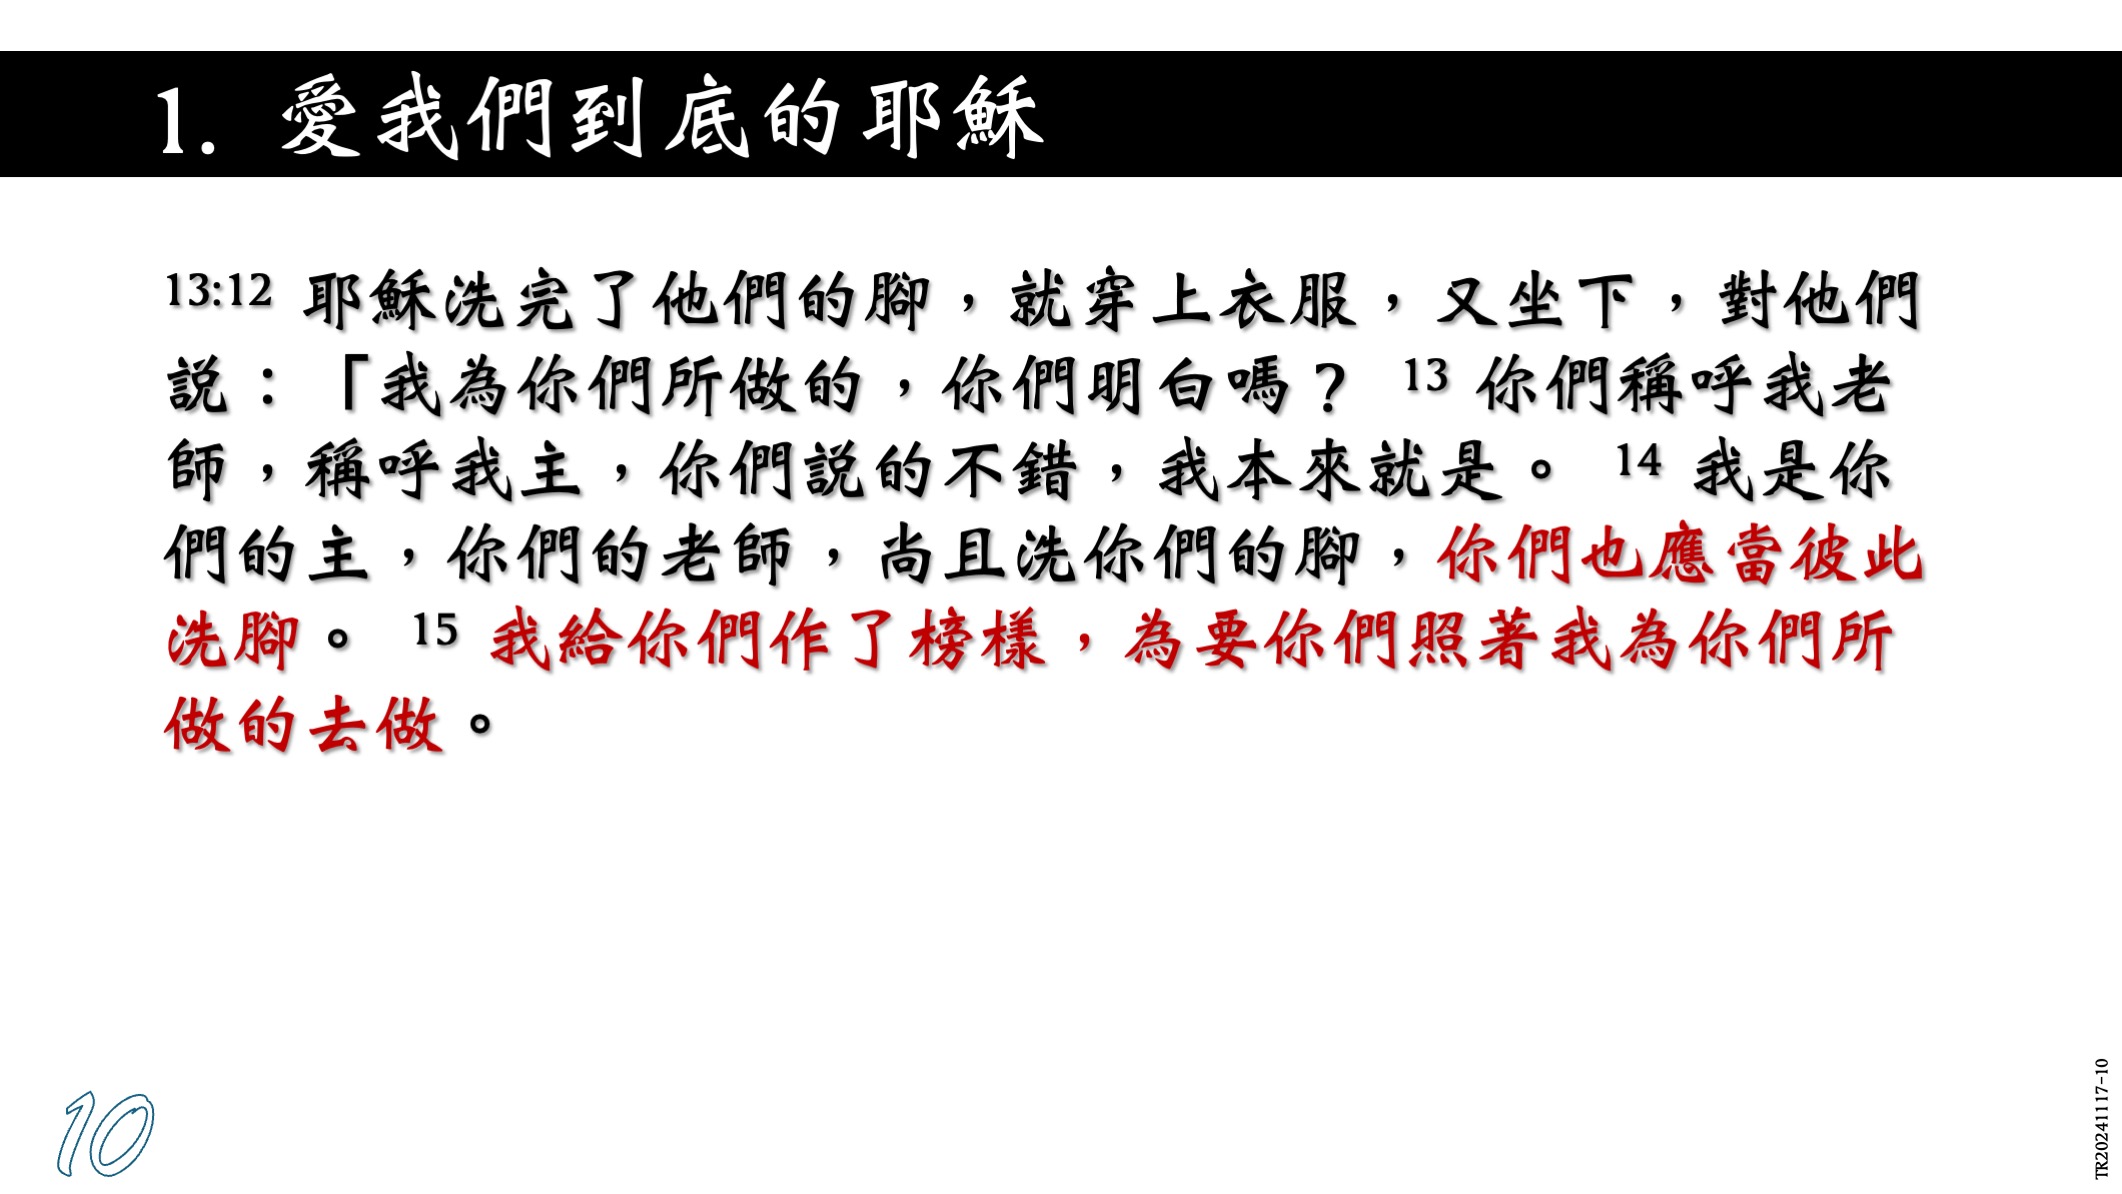 1. 愛我們到底的耶穌
13:12 耶穌洗完了他們的腳，就穿上衣服，又坐下，對他們
説：「我為你們所做的，你們明白嗎？ 13 你們稱呼我老
師，稱呼我主，你們説的不錯，我本來就是。 14 我是你
們的主，你們的老師，尚且洗你們的腳，你們也應當彼此
洗腳。 15 我給你們作了榜樣，為要你們照著我為你們所
做的去做。
10
TR20241117-10